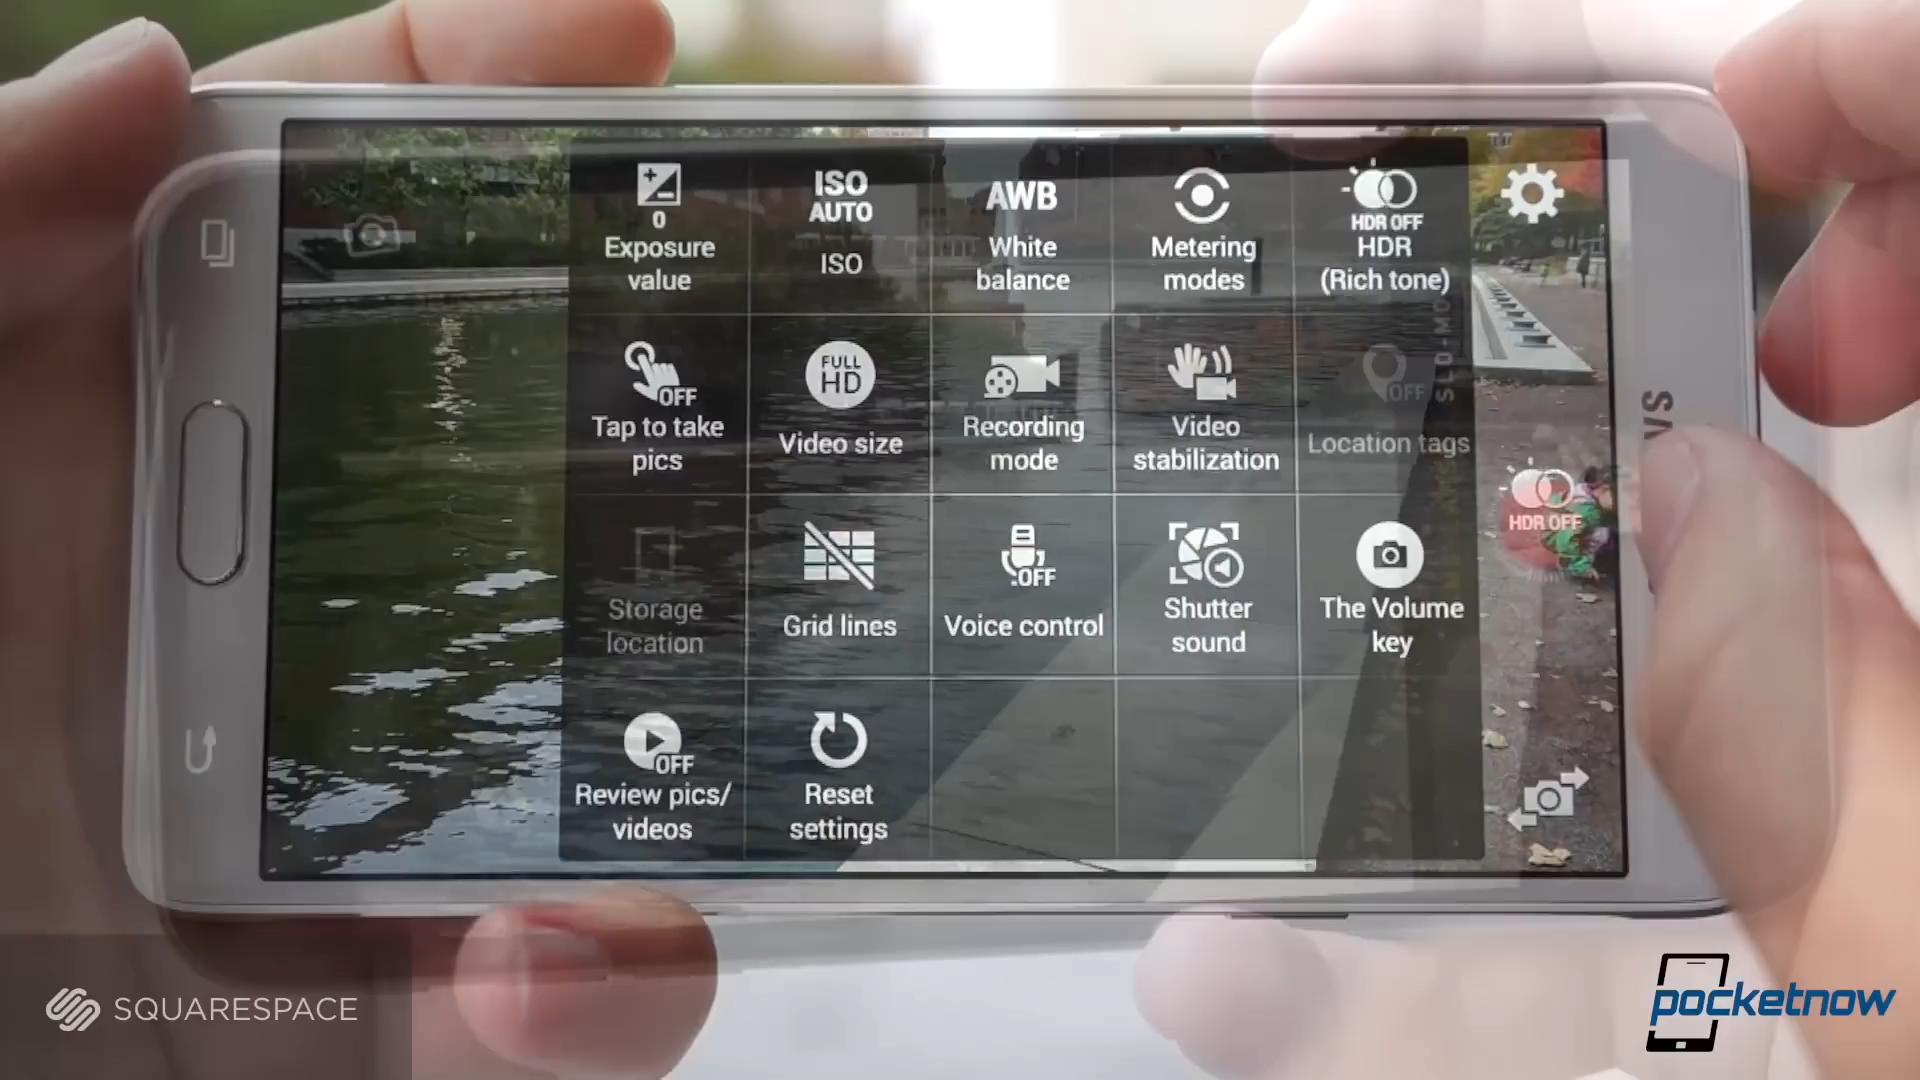 0
Exposure
value
ISO
AUTO
ISO
AWB
White
balance
Metering
modes
HDR OFF
HDR
(Rich tone)
OFF
Tap to take
pics
FULL
HD
Video size
Recording
mode
Video
stabilization
OFF
Location tags
SLO-MO
HDR OFF
Storage
location
Grid lines
OFF
Voice control
Shutter
sound
The Volume
key
OFF
Review pics/
videos
Reset
settings
SQUARESPACE
pocketnow